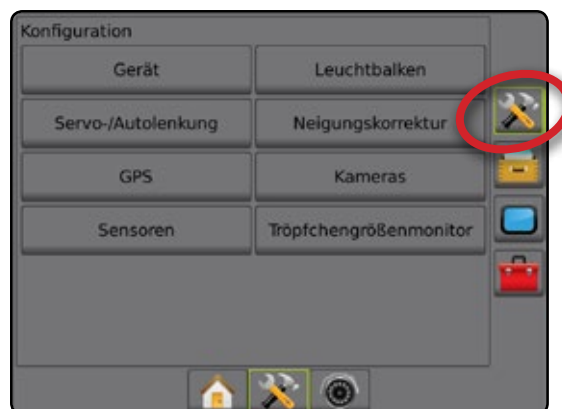 Konfiguration
Gerät
Leuchtbalken
Servo-/Autolenkung
Neigungskorrektur
GPS
Kameras
Sensoren
Tröpfchengrößenmonitor